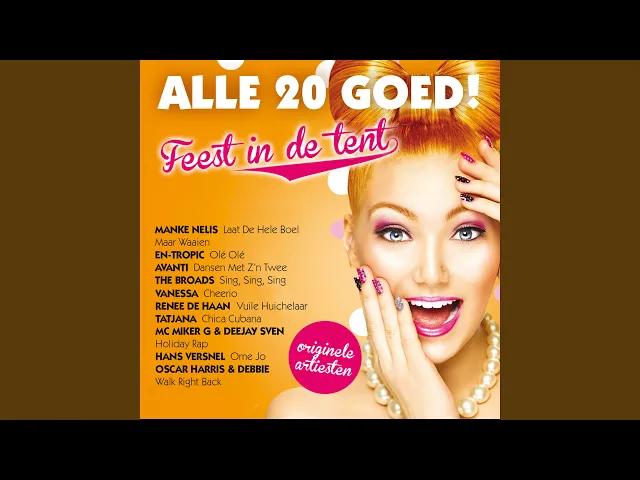 ALLE 20 GOED!
Feest in de tent
MANKE NELIS Laat De Hele Boel
Maar Waaien
EN-TROPIC Olé Olé
AVANTI Dansen Met Z'n Twee
THE BROADS Sing, Sing, Sing
VANESSA Cheerio
RENEE DE HAAN Vuile Huichelaar
TATJANA Chica Cubana
MC MIKER G & DEEJAY SVEN
Holiday Rap
HANS VERSNEL Ome Jo
OSCAR HARRIS & DEBBIE
Walk Right Back
originele
artiesten